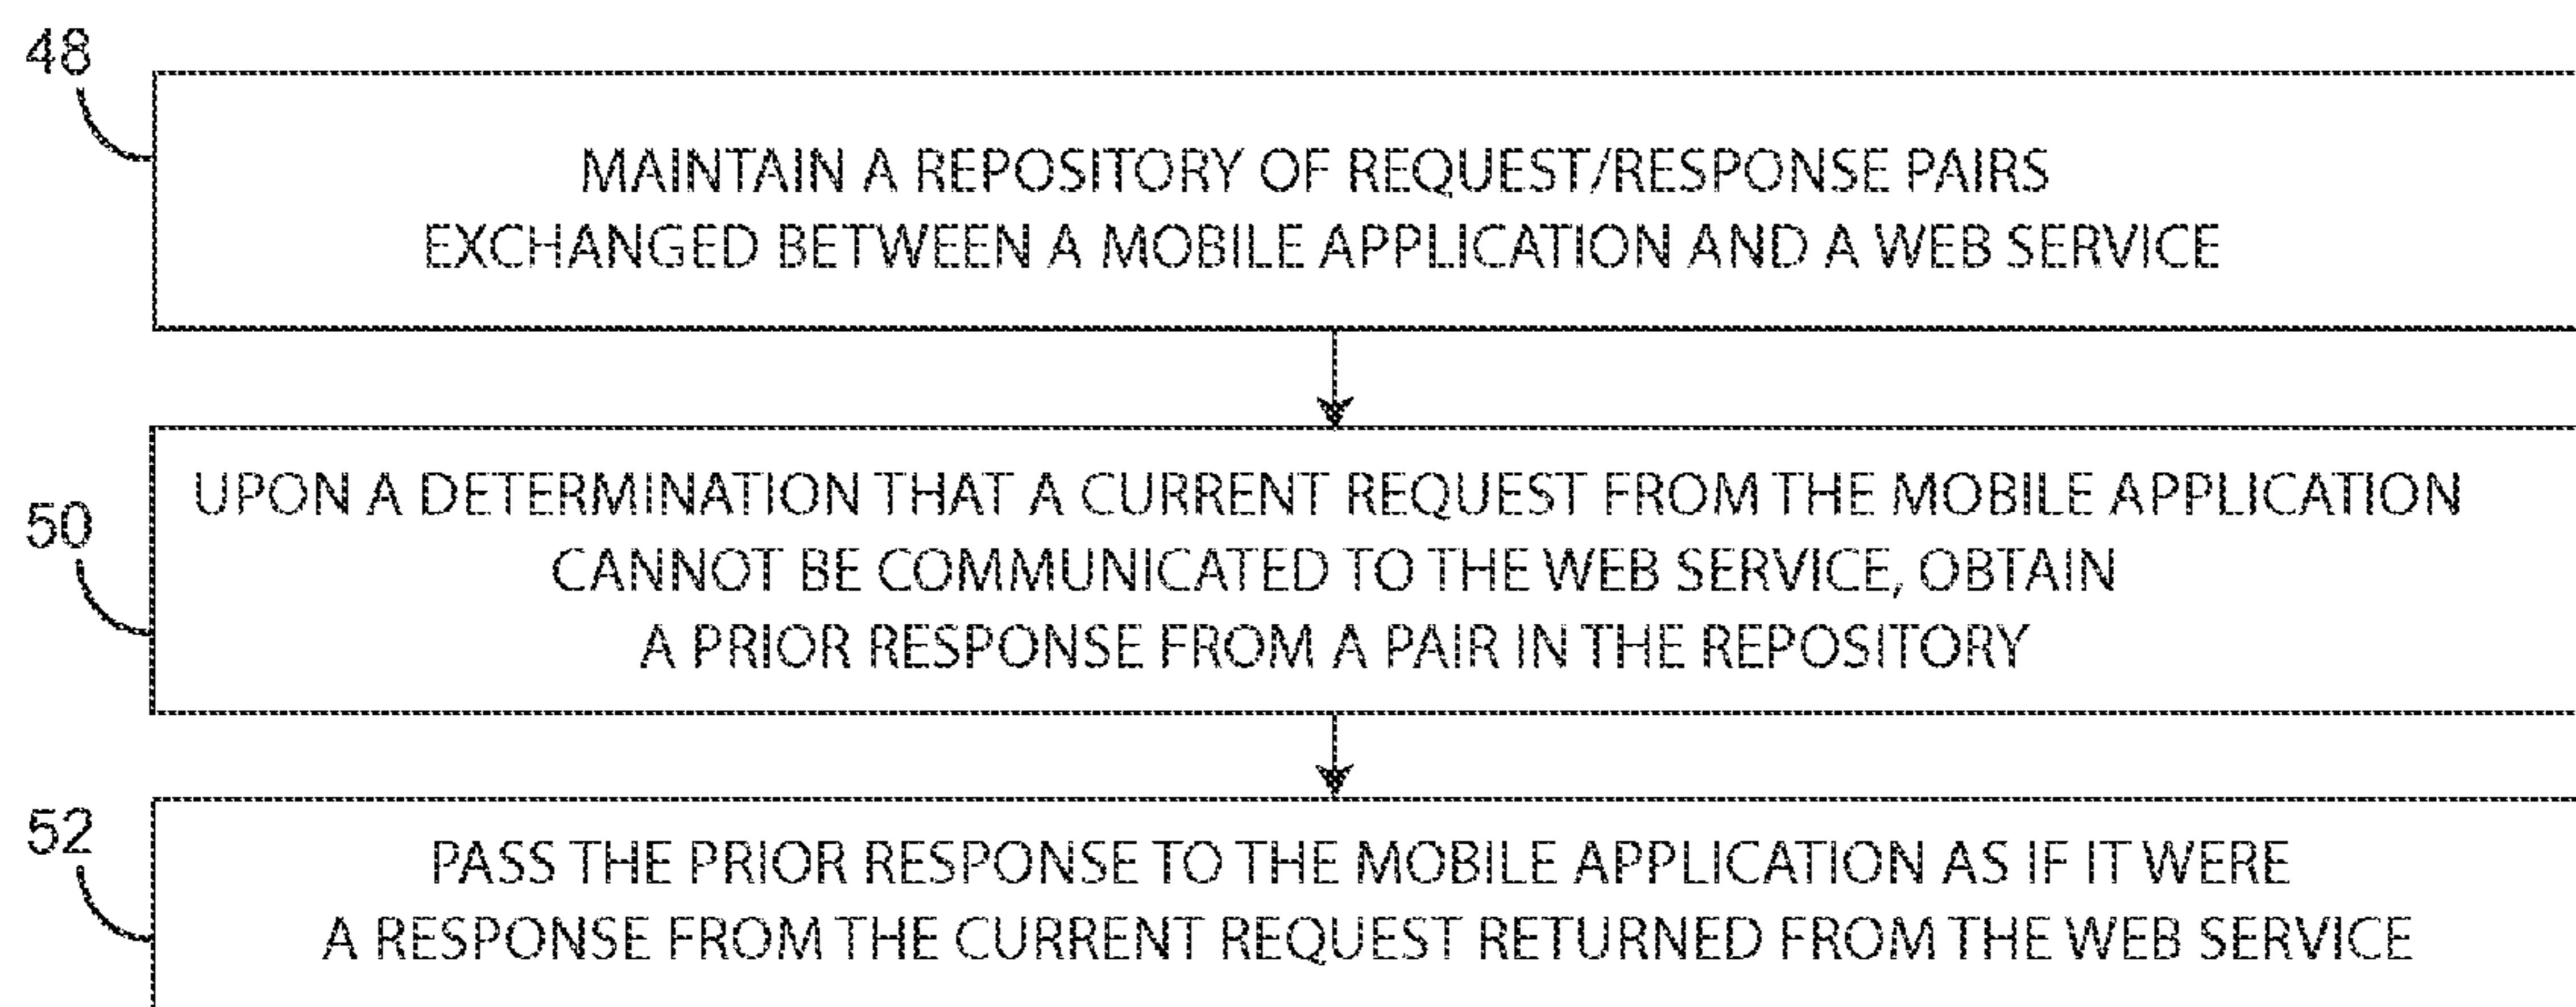 48
MAINTAIN A REPOSITORY OF REQUEST/RESPONSE PAIRS
EXCHANGED BETWEEN A MOBILE APPLICATION AND A WEB SERVICE
50
UPON A DETERMINATION THAT A CURRENT REQUEST FROM THE MOBILE APPLICATION
CANNOT BE COMMUNICATED TO THE WEB SERVICE, OBTAIN
A PRIOR RESPONSE FROM A PAIR IN THE REPOSITORY
52
PASS THE PRIOR RESPONSE TO THE MOBILE APPLICATION AS IF IT WERE
A RESPONSE FROM THE CURRENT REQUEST RETURNED FROM THE WEB SERVICE